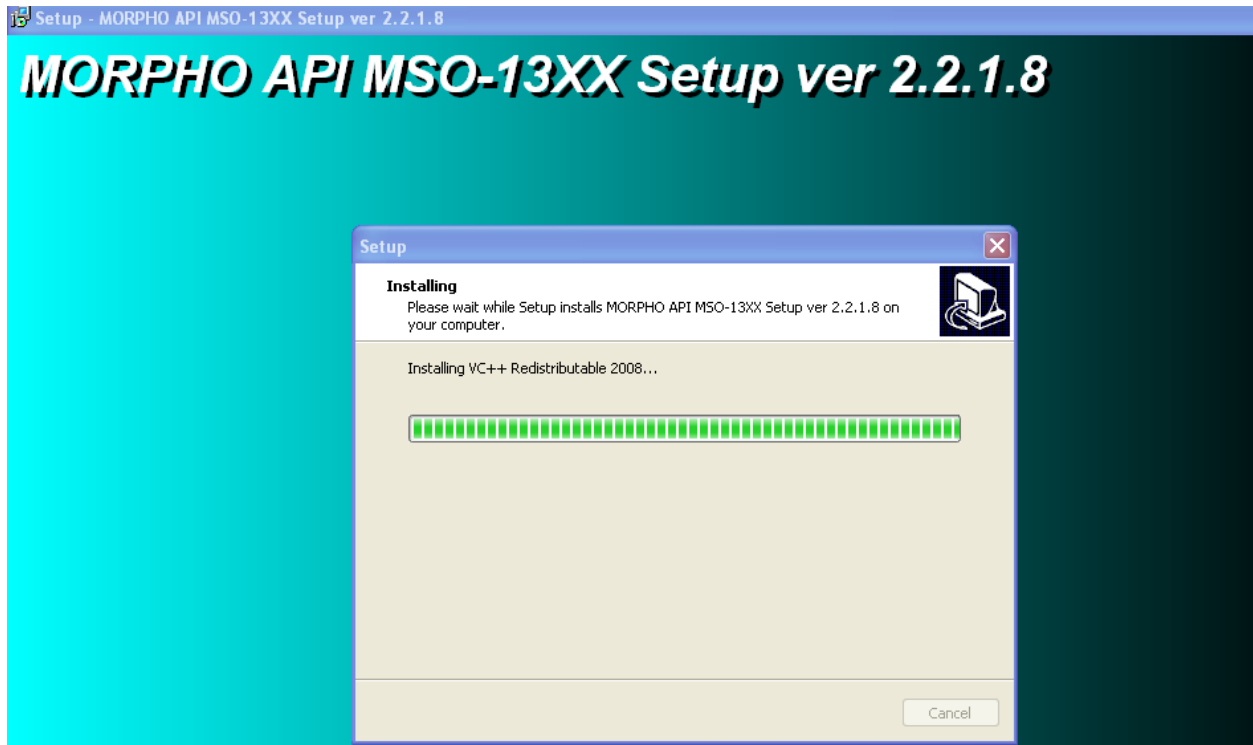 Setup - MORPHO API MSO-13XX Setup ver 2.2.1.8
MORPHO API MSO-13XX Setup ver 2.2.1.8
Setup
Installing
Please wait while Setup installs MORPHO API MSO-13XX Setup ver 2.2.1.8 on
your computer.
Installing VC++ Redistributable 2008...
Cancel